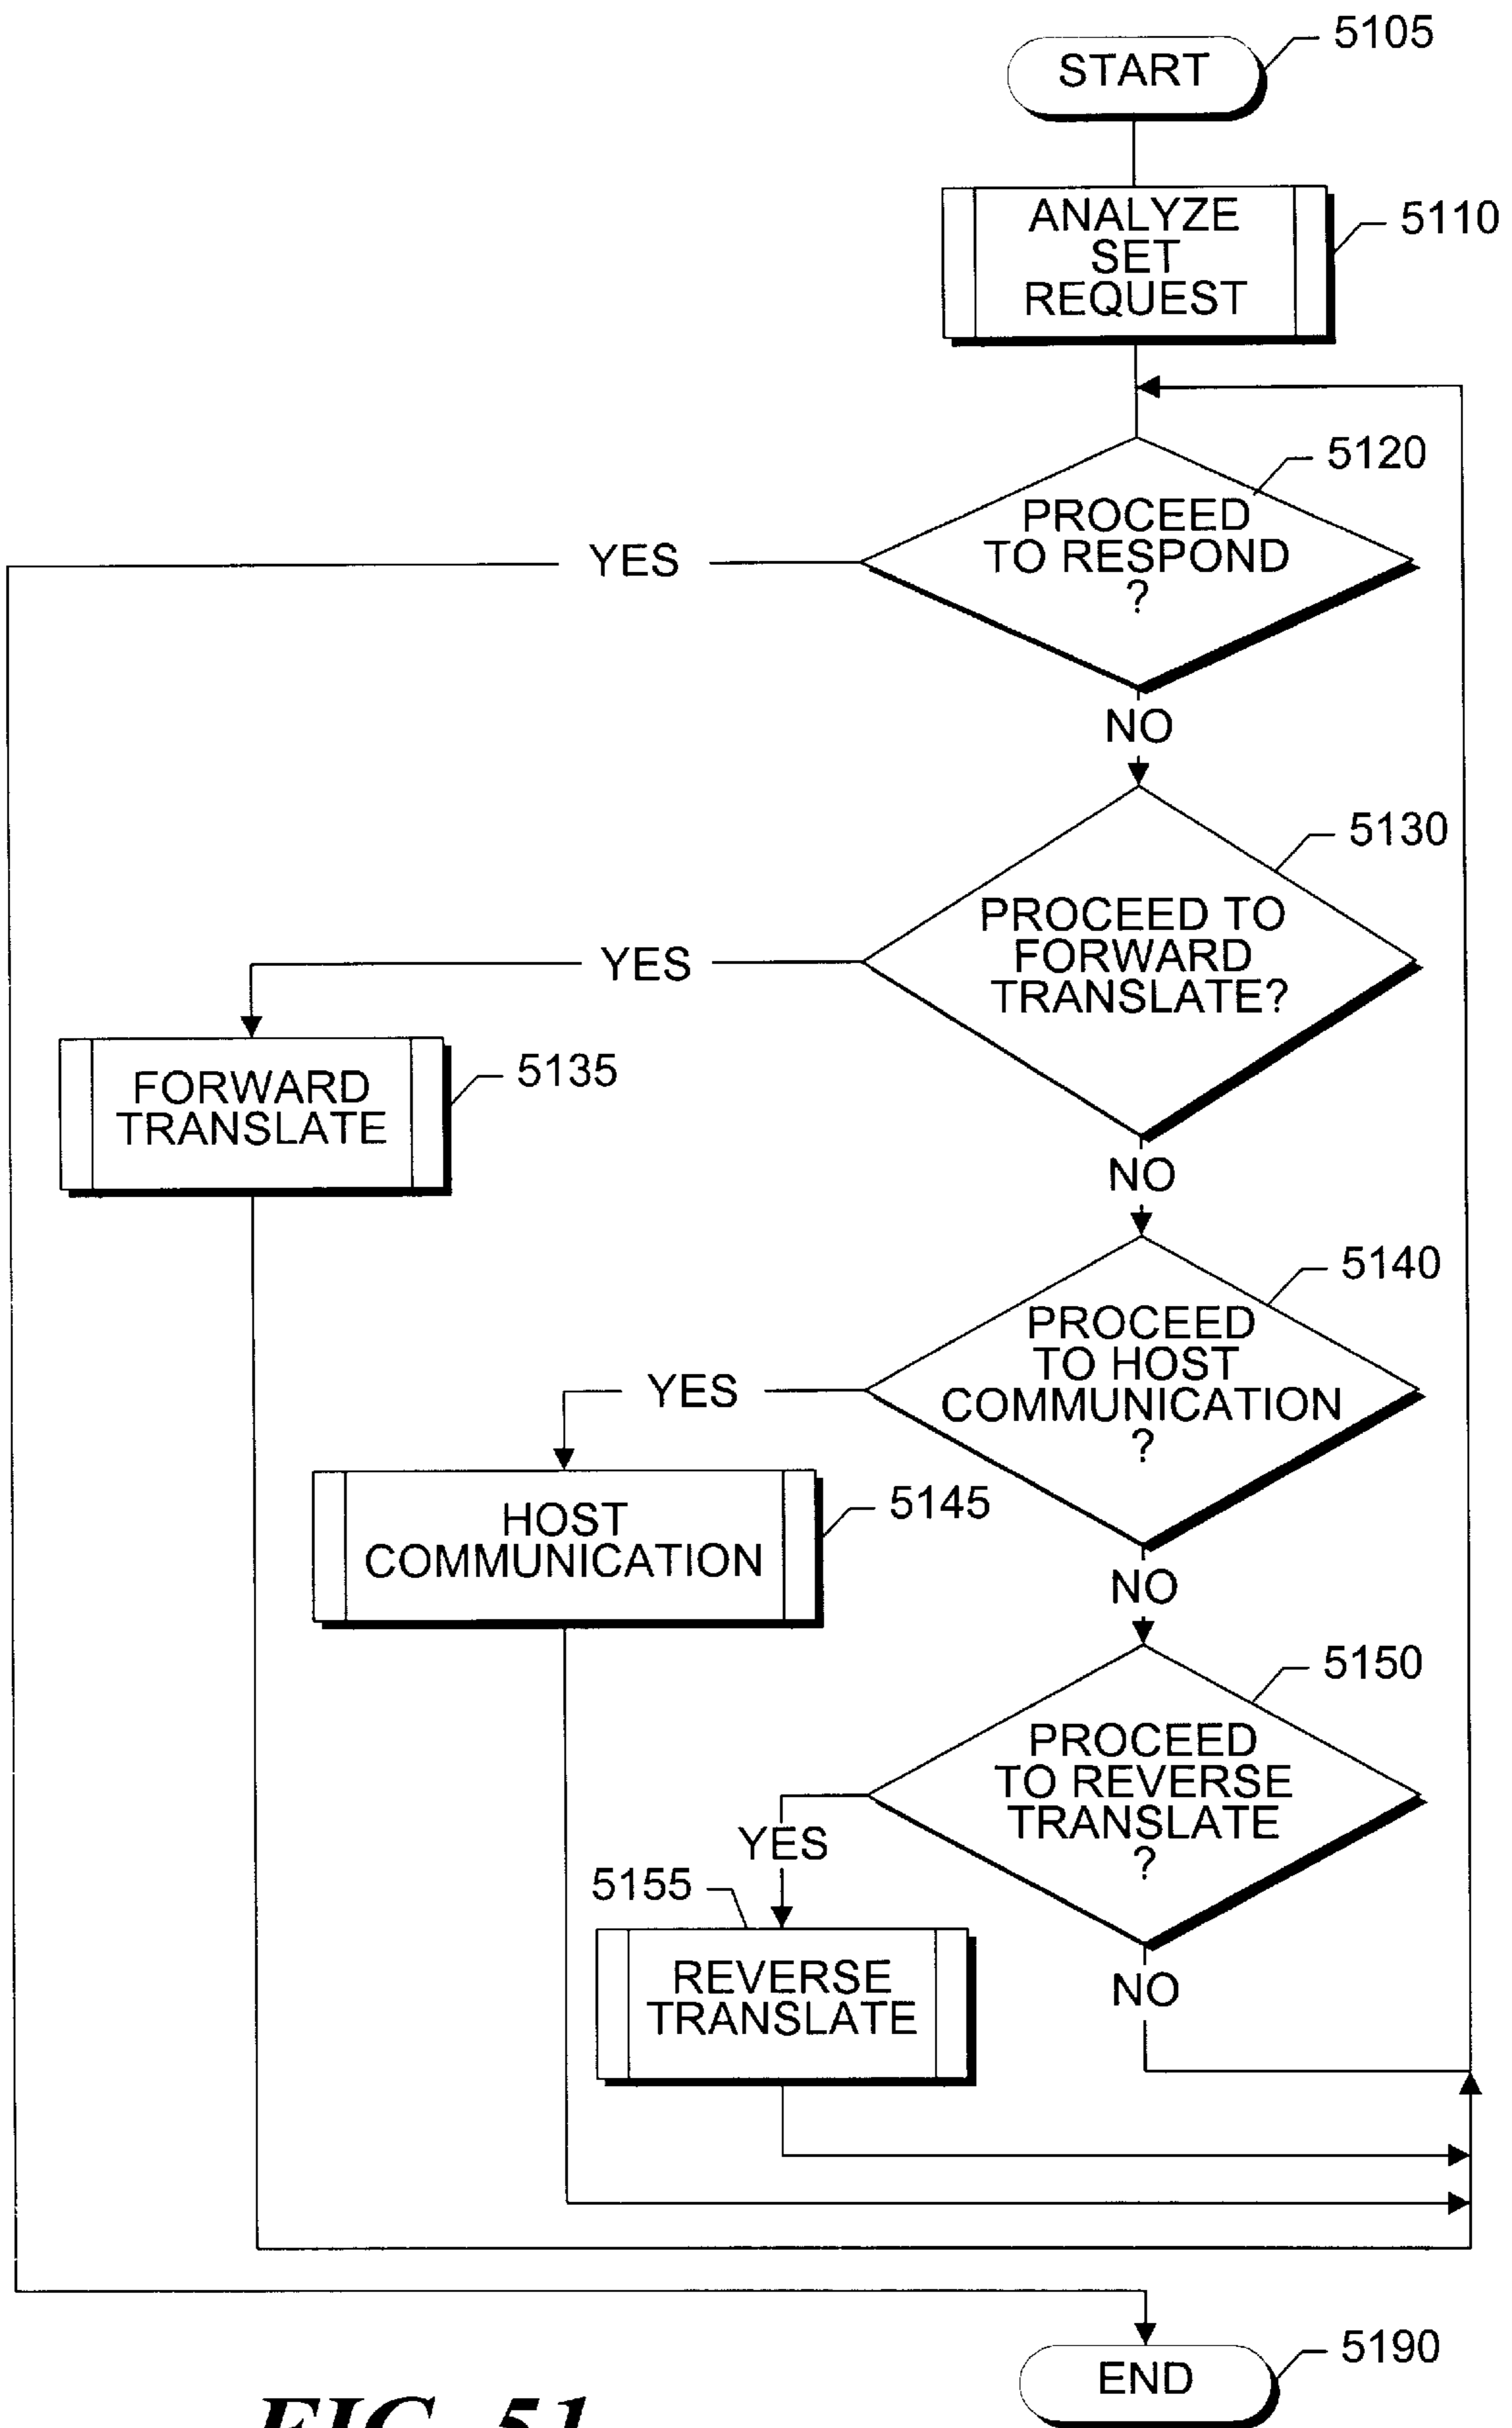 START
5105
ANALYZE
SET
REQUEST
5110
5120
PROCEED
TO RESPOND
?
YES
NO
5130
PROCEED TO
FORWARD
TRANSLATE?
YES
FORWARD
TRANSLATE
5135
NO
5140
PROCEED
TO HOST
COMMUNICATION
?
YES
HOST
COMMUNICATION
5145
NO
5150
PROCEED
TO REVERSE
TRANSLATE
?
YES
5155
REVERSE
TRANSLATE
NO
END
5190
FIG. 51